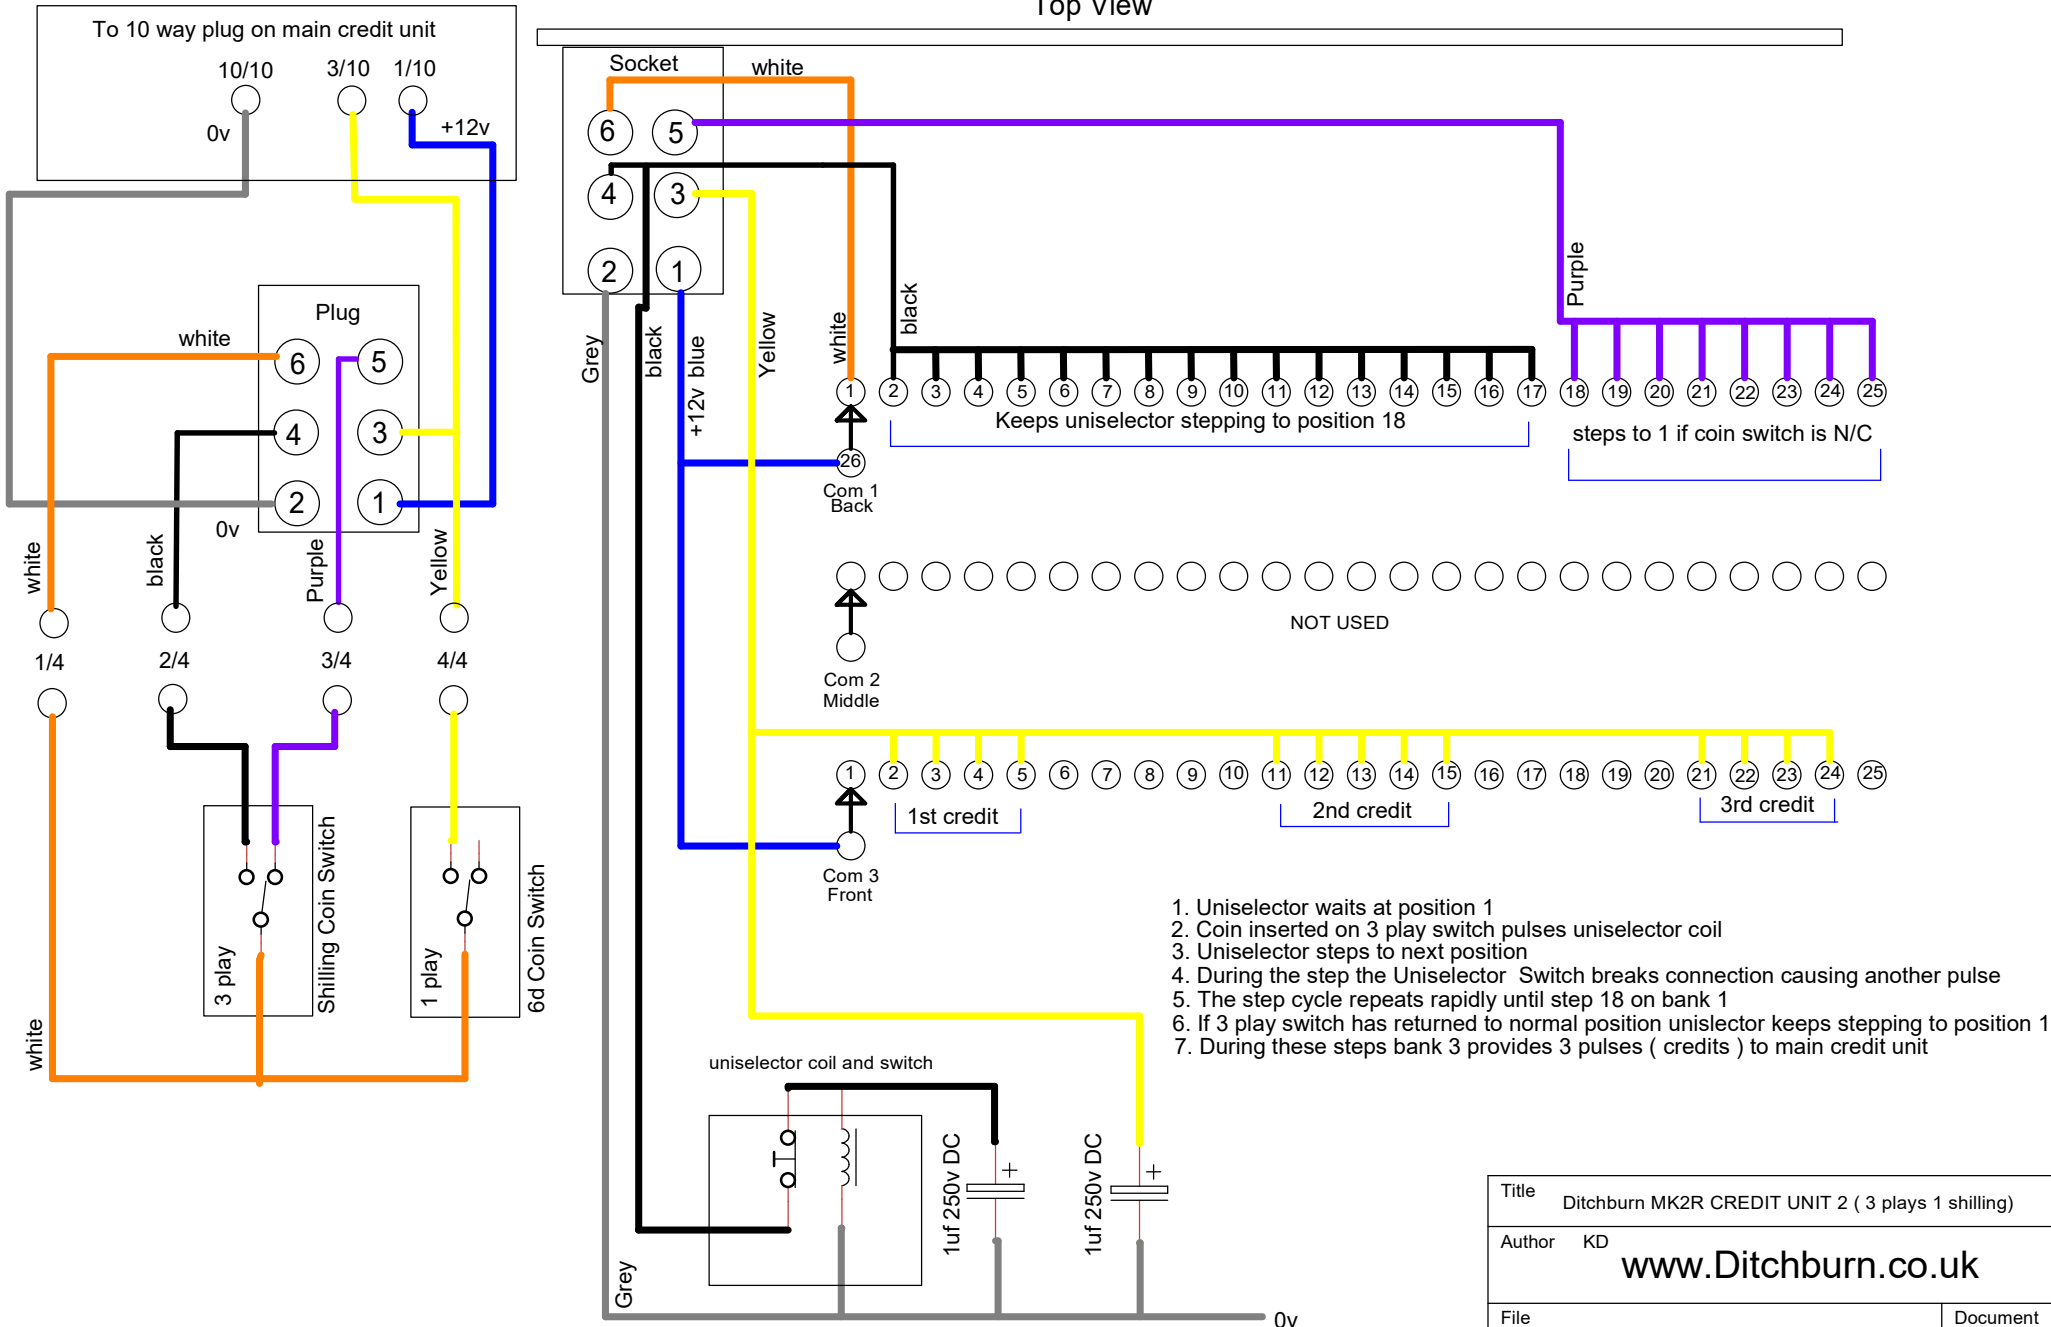 Top View
To 10 way plug on main credit unit
10/10 3/10 1/10
0v +12v
Socket
white
6 5
4 3
2 1
Plug
white
6 5
4 3
2 1
0v
white
black
Purple
Yellow
1/4 2/4 3/4 4/4
3 play
Shilling Coin Switch
1 play
6d Coin Switch
white
Grey
black
+12v blue
Yellow
white
black
Purple
1 2 3 4 5 6 7 8 9 10 11 12 13 14 15 16 17 18 19 20 21 22 23 24 25
Keeps uniselector stepping to position 18
steps to 1 if coin switch is N/C
26
Com 1
Back
NOT USED
Com 2
Middle
1 2 3 4 5 6 7 8 9 10 11 12 13 14 15 16 17 18 19 20 21 22 23 24 25
1st credit
2nd credit
3rd credit
Com 3
Front
1. Uniselector waits at position 1
2. Coin inserted on 3 play switch pulses uniselector coil
3. Uniselector steps to next position
4. During the step the Uniselector Switch breaks connection causing another pulse
5. The step cycle repeats rapidly until step 18 on bank 1
6. If 3 play switch has returned to normal position unislector keeps stepping to position 1
7. During these steps bank 3 provides 3 pulses ( credits ) to main credit unit
uniselector coil and switch
1uf 250v DC
+
1uf 250v DC
+
Grey
0v
Title Ditchburn MK2R CREDIT UNIT 2 ( 3 plays 1 shilling)
Author KD
www.Ditchburn.co.uk
File
Document